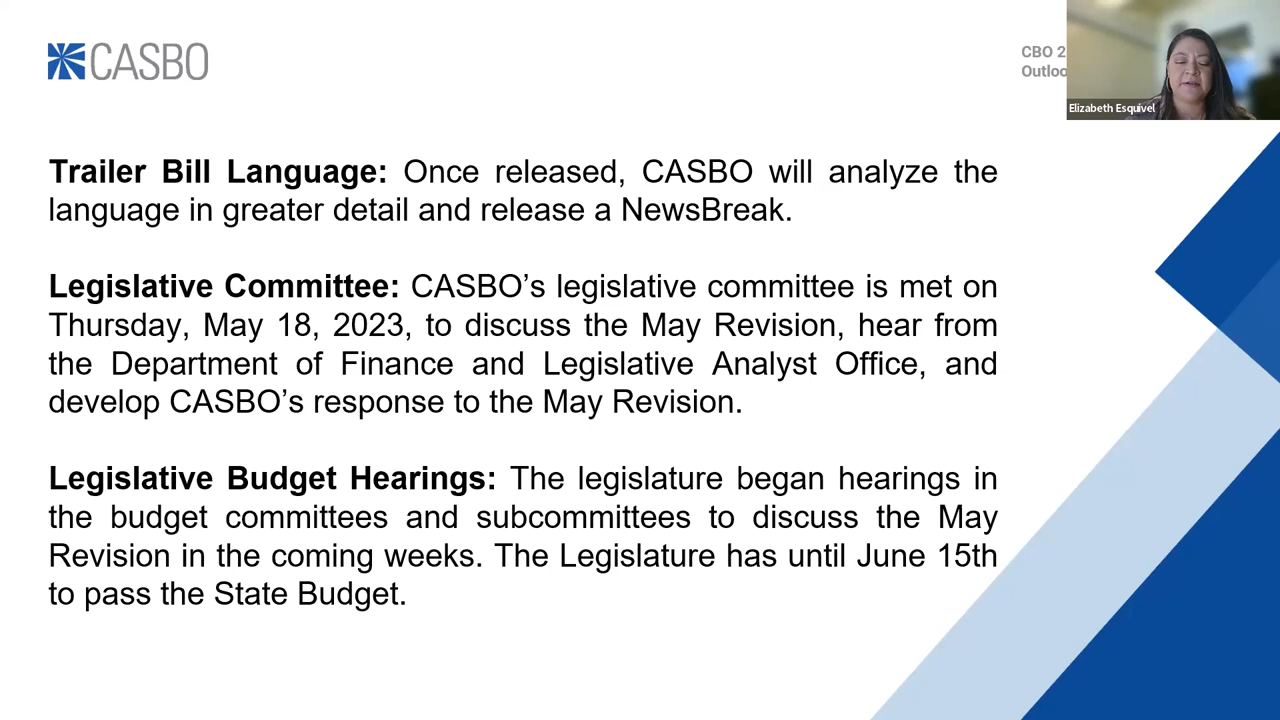 CASBO
CBO 2
Outloo
Elizabeth Esquivel
Trailer Bill Language: Once released, CASBO will analyze the
language in greater detail and release a NewsBreak.
Legislative Committee: CASBO’s legislative committee is met on
Thursday, May 18, 2023, to discuss the May Revision, hear from
the Department of Finance and Legislative Analyst Office, and
develop CASBO’s response to the May Revision.
Legislative Budget Hearings: The legislature began hearings in
the budget committees and subcommittees to discuss the May
Revision in the coming weeks. The Legislature has until June 15th
to pass the State Budget.